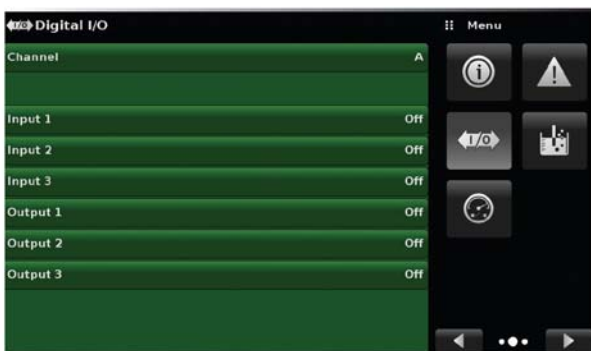 I/O Digital I/O
Menu
Channel A
Input 1 Off
Input 2 Off
Input 3 Off
Output 1 Off
Output 2 Off
Output 3 Off
I/O